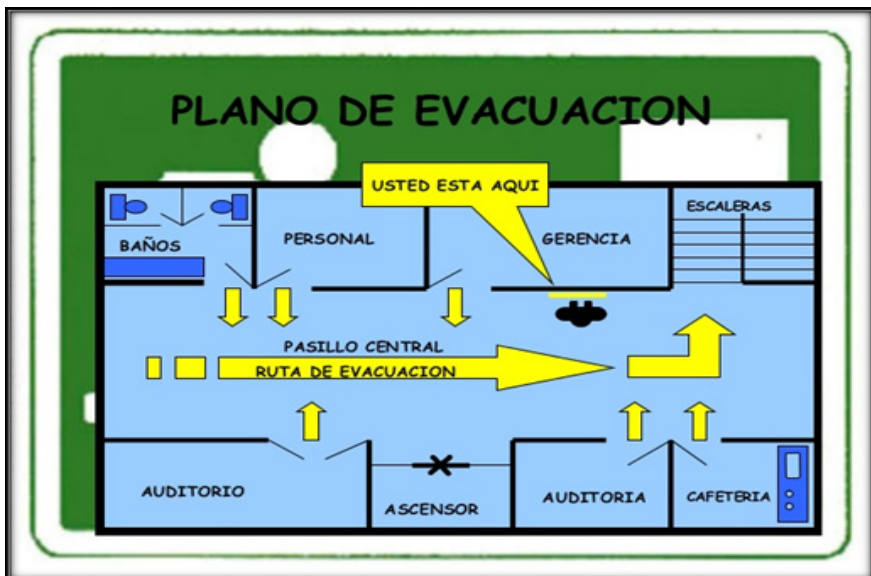 PLANO DE EVACUACION
USTED ESTA AQUI
ESCALERAS
BAÑOS
PERSONAL
GERENCIA
PASILLO CENTRAL
RUTA DE EVACUACION
AUDITORIO
ASCENSOR
AUDITORIA
CAFETERIA